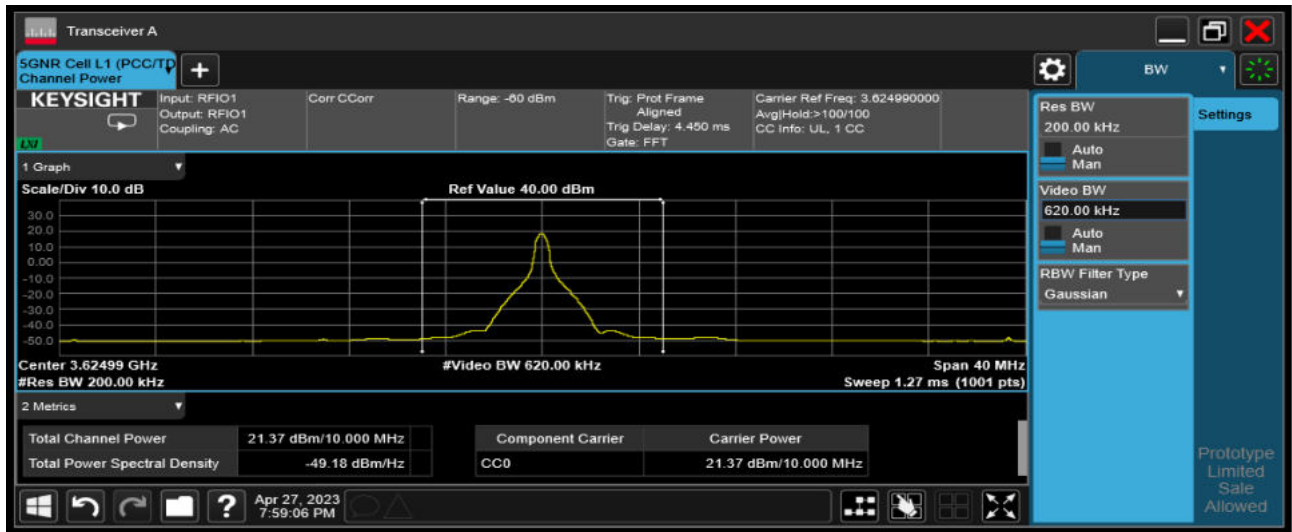 Transceiver A
5GNR Cell L1 (PCC/TD
Channel Power
BW
KEYSIGHT
LXI
Input: RFIO1
Output: RFIO1
Coupling: AC
Corr CCorr
Range: -60 dBm
Trig: Prot Frame
Aligned
Trig Delay: 4.450 ms
Gate: FFT
Carrier Ref Freq: 3.624990000
Avg|Hold:>100/100
CC Info: UL, 1 CC
Res BW
200.00 kHz
Auto
Man
Video BW
620.00 kHz
Auto
Man
RBW Filter Type
Gaussian
Settings
1 Graph
Scale/Div 10.0 dB
Ref Value 40.00 dBm
30.0
20.0
10.0
0.00
-10.0
-20.0
-30.0
-40.0
-50.0
Center 3.62499 GHz
#Video BW 620.00 kHz
Span 40 MHz
#Res BW 200.00 kHz
Sweep 1.27 ms (1001 pts)
2 Metrics
Total Channel Power 21.37 dBm/10.000 MHz
Total Power Spectral Density -49.18 dBm/Hz
Component Carrier Carrier Power
CC0 21.37 dBm/10.000 MHz
Prototype
Limited
Sale
Allowed
?
Apr 27, 2023
7:59:06 PM